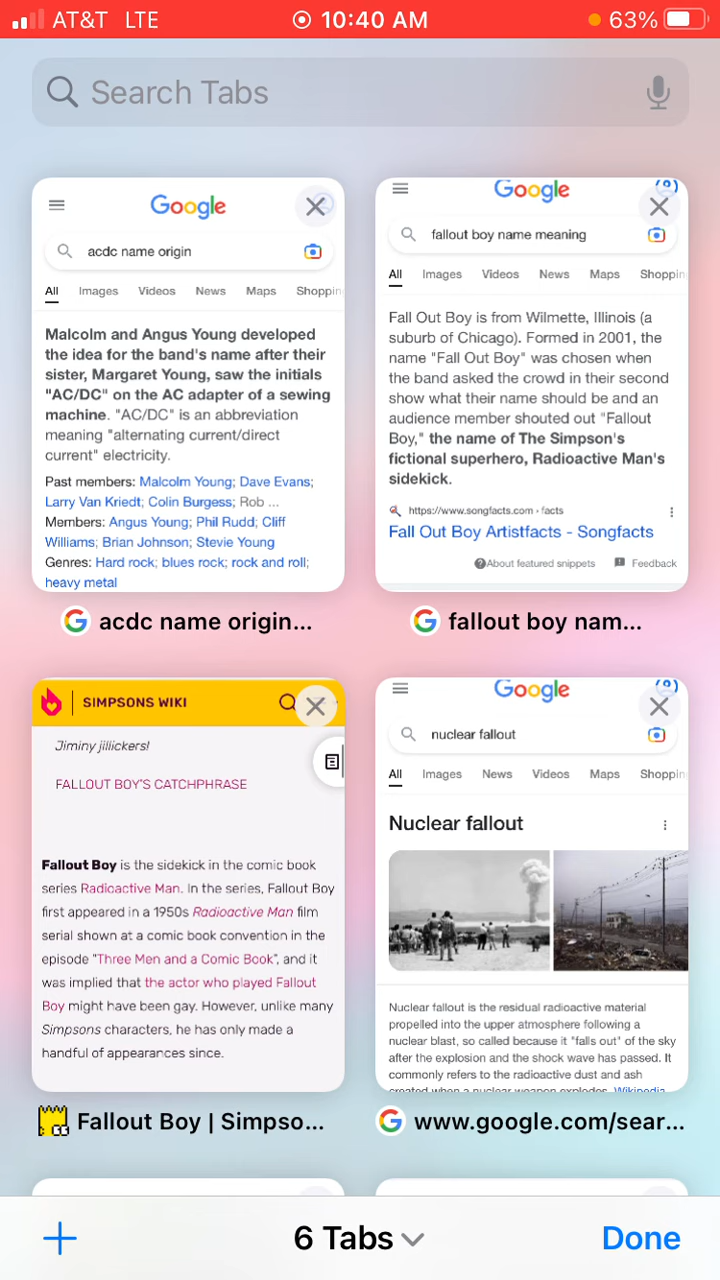 AT&T LTE 10:40 AM 63%
Search Tabs
Google
acdc name origin
All Images Videos News Maps Shoppin
Malcolm and Angus Young developed
the idea for the band's name after their
sister, Margaret Young, saw the initials
"AC/DC" on the AC adapter of a sewing
machine. "AC/DC" is an abbreviation
meaning "alternating current/direct
current" electricity.
Past members: Malcolm Young; Dave Evans;
Larry Van Kriedt; Colin Burgess; Rob ...
Members: Angus Young; Phil Rudd; Cliff
Williams; Brian Johnson; Stevie Young
Genres: Hard rock; blues rock; rock and roll;
heavy metal
acdc name origin...
Google
fallout boy name meaning
All Images Videos News Maps Shoppin
Fall Out Boy is from Wilmette, Illinois (a
suburb of Chicago). Formed in 2001, the
name "Fall Out Boy" was chosen when
the band asked the crowd in their second
show what their name should be and an
audience member shouted out "Fallout
Boy," the name of The Simpson's
fictional superhero, Radioactive Man's
sidekick.
https://www.songfacts.com › facts
Fall Out Boy Artistfacts - Songfacts
About featured snippets Feedback
fallout boy nam...
SIMPSONS WIKI
Jiminy jillickers!
FALLOUT BOY'S CATCHPHRASE
Fallout Boy is the sidekick in the comic book
series Radioactive Man. In the series, Fallout Boy
first appeared in a 1950s Radioactive Man film
serial shown at a comic book convention in the
episode "Three Men and a Comic Book", and it
was implied that the actor who played Fallout
Boy might have been gay. However, unlike many
Simpsons characters, he has only made a
handful of appearances since.
Fallout Boy | Simpso...
Google
nuclear fallout
All Images News Videos Maps Shoppin
Nuclear fallout
Nuclear fallout is the residual radioactive material
propelled into the upper atmosphere following a
nuclear blast, so called because it "falls out" of the sky
after the explosion and the shock wave has passed. It
commonly refers to the radioactive dust and ash
created when a nuclear weapon explodes. Wikipedia
www.google.com/sear...
6 Tabs
Done